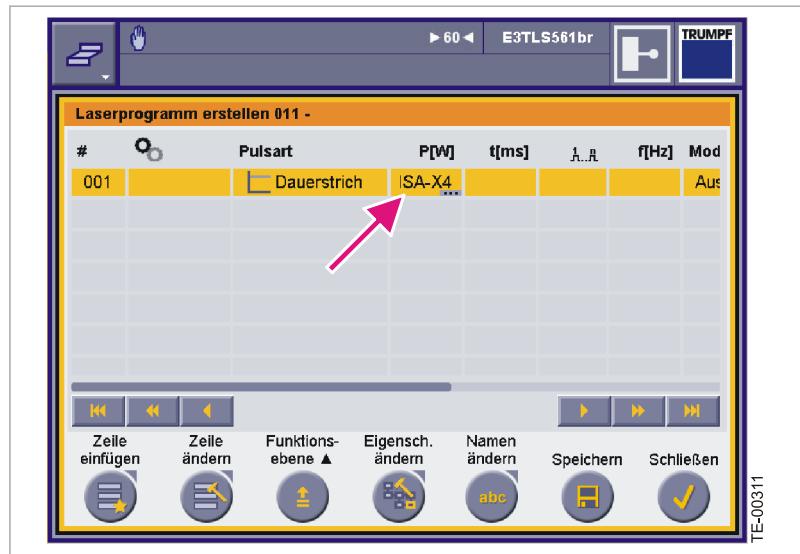 ►60◄ E3TLS561br TRUMPF
Laserprogramm erstellen 011 -
# Pulsart P[W] t[ms] 1..n f[Hz] Mod
001 Dauerstrich ISA-X4 Aus
Zeile einfügen
Zeile ändern
Funktions-ebene ▲
Eigensch. ändern
Namen ändern
Speichern
Schließen
abc
TE-00311